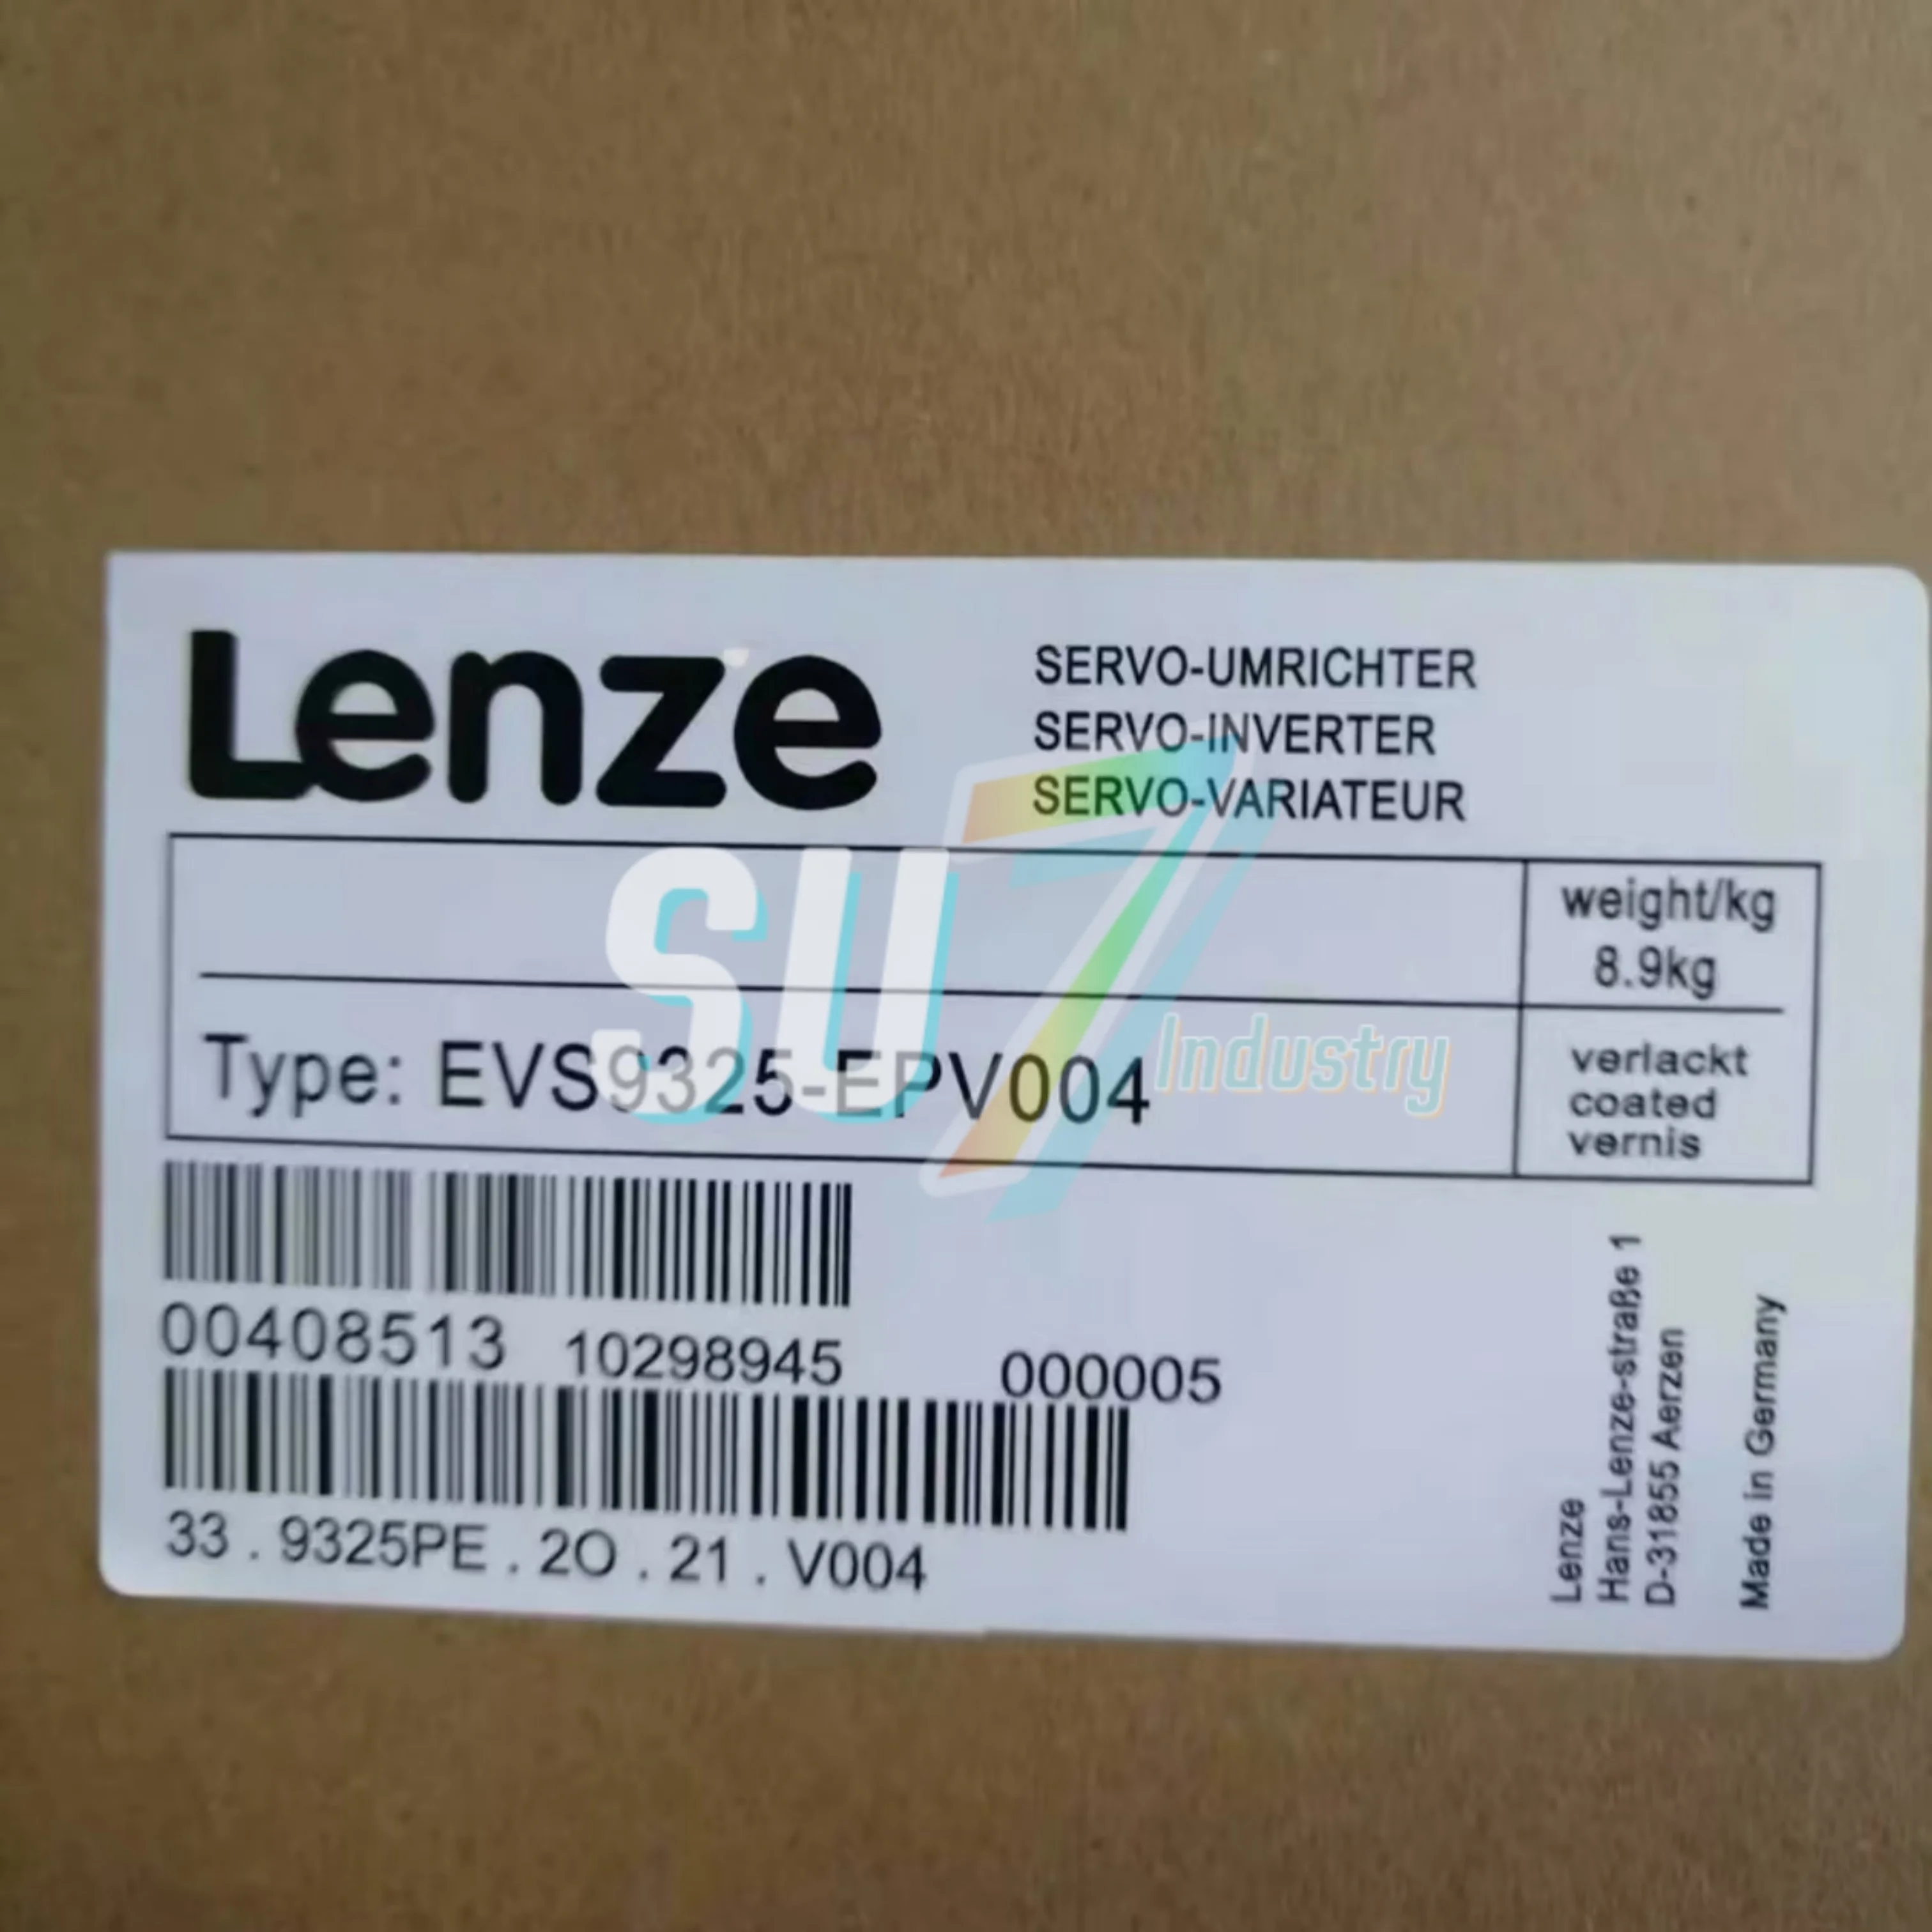 Lenze
SERVO-UMRICHTER
SERVO-INVERTER
SERVO-VARIATEUR
weight/kg
8.9kg
Type: EVS9325-EPV004
verlackt
coated
vernis
SU7
Industry
00408513 10298945 000005
33 . 9325PE . 2O . 21 . V004
Lenze
Hans-Lenze-straße 1
D-31855 Aerzen
Made in Germany